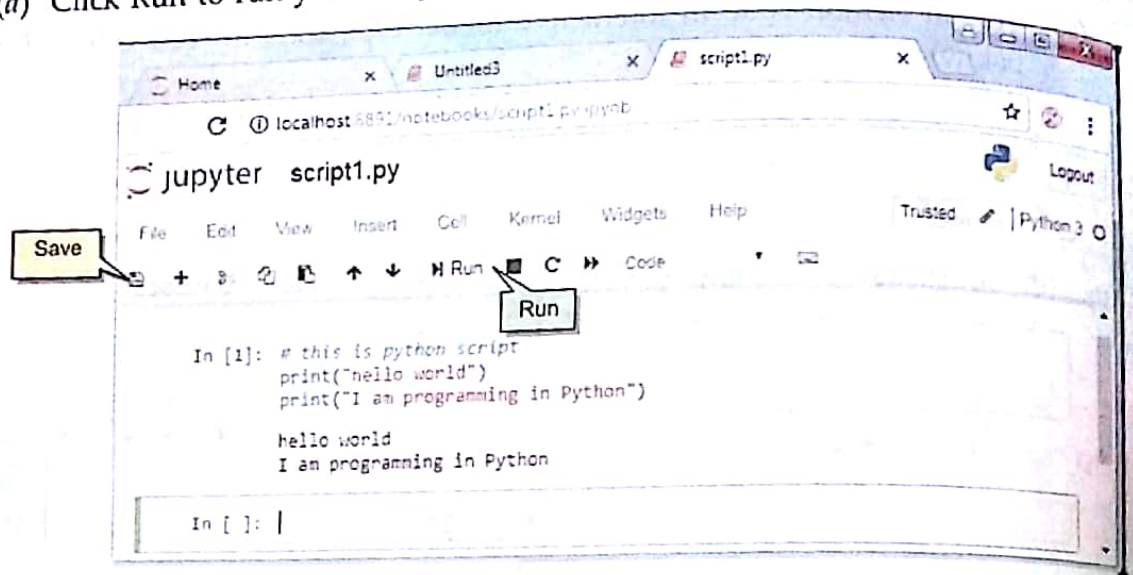 (a) Click Run to run
Home × Untitled3 × script1.py ×
C localhost:8891/notebooks/script1.py.ipynb
jupyter script1.py Logout
File Edit View Insert Cell Kernel Widgets Help Trusted Python 3
Save
Run C Code
Run
In [1]: # this is python script
print("hello world")
print("I am programming in Python")
hello world
I am programming in Python
In [ ]: